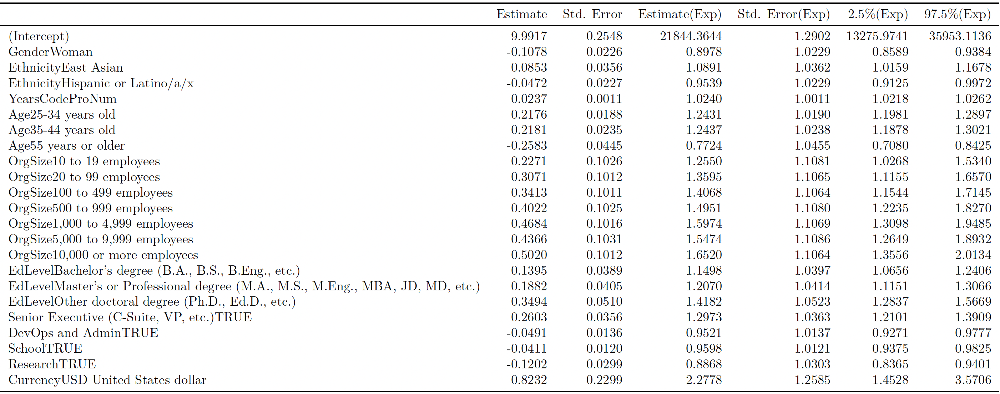 Estimate Std. Error Estimate(Exp) Std. Error(Exp) 2.5%(Exp) 97.5%(Exp)
(Intercept) 9.9917 0.2548 21844.3644 1.2902 13275.9741 35953.1136
GenderWoman -0.1078 0.0226 0.8978 1.0229 0.8589 0.9384
EthnicityEast Asian 0.0853 0.0356 1.0891 1.0362 1.0159 1.1678
EthnicityHispanic or Latino/a/x -0.0472 0.0227 0.9539 1.0229 0.9125 0.9972
YearsCodeProNum 0.0237 0.0011 1.0240 1.0011 1.0218 1.0262
Age25-34 years old 0.2176 0.0188 1.2431 1.0190 1.1981 1.2897
Age35-44 years old 0.2181 0.0235 1.2437 1.0238 1.1878 1.3021
Age55 years or older -0.2583 0.0445 0.7724 1.0455 0.7080 0.8425
OrgSize10 to 19 employees 0.2271 0.1026 1.2550 1.1081 1.0268 1.5340
OrgSize20 to 99 employees 0.3071 0.1012 1.3595 1.1065 1.1155 1.6570
OrgSize100 to 499 employees 0.3413 0.1011 1.4068 1.1064 1.1544 1.7145
OrgSize500 to 999 employees 0.4022 0.1025 1.4951 1.1080 1.2235 1.8270
OrgSize1,000 to 4,999 employees 0.4684 0.1016 1.5974 1.1069 1.3098 1.9485
OrgSize5,000 to 9,999 employees 0.4366 0.1031 1.5474 1.1086 1.2649 1.8932
OrgSize10,000 or more employees 0.5020 0.1012 1.6520 1.1064 1.3556 2.0134
EdLevelBachelor's degree (B.A., B.S., B.Eng., etc.) 0.1395 0.0389 1.1498 1.0397 1.0656 1.2406
EdLevelMaster's or Professional degree (M.A., M.S., M.Eng., MBA, JD, MD, etc.) 0.1882 0.0405 1.2070 1.0414 1.1151 1.3066
EdLevelOther doctoral degree (Ph.D., Ed.D., etc.) 0.3494 0.0510 1.4182 1.0523 1.2837 1.5669
Senior Executive (C-Suite, VP, etc.)TRUE 0.2603 0.0356 1.2973 1.0363 1.2101 1.3909
DevOps and AdminTRUE -0.0491 0.0136 0.9521 1.0137 0.9271 0.9777
SchoolTRUE -0.0411 0.0120 0.9598 1.0121 0.9375 0.9825
ResearchTRUE -0.1202 0.0299 0.8868 1.0303 0.8365 0.9401
CurrencyUSD United States dollar 0.8232 0.2299 2.2778 1.2585 1.4528 3.5706